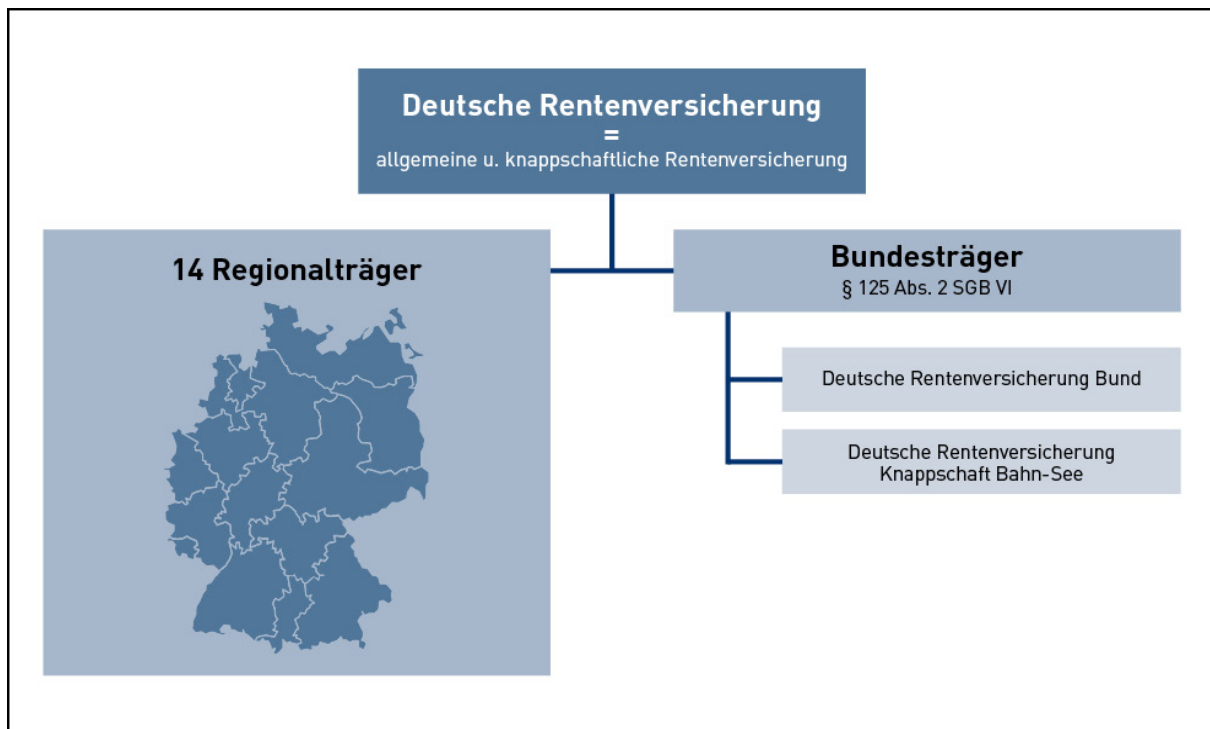 Deutsche Rentenversicherung
=
allgemeine u. knappschaftliche Rentenversicherung
14 Regionalträger
Bundesträger
§ 125 Abs. 2 SGB VI
Deutsche Rentenversicherung Bund
Deutsche Rentenversicherung
Knappschaft Bahn-See